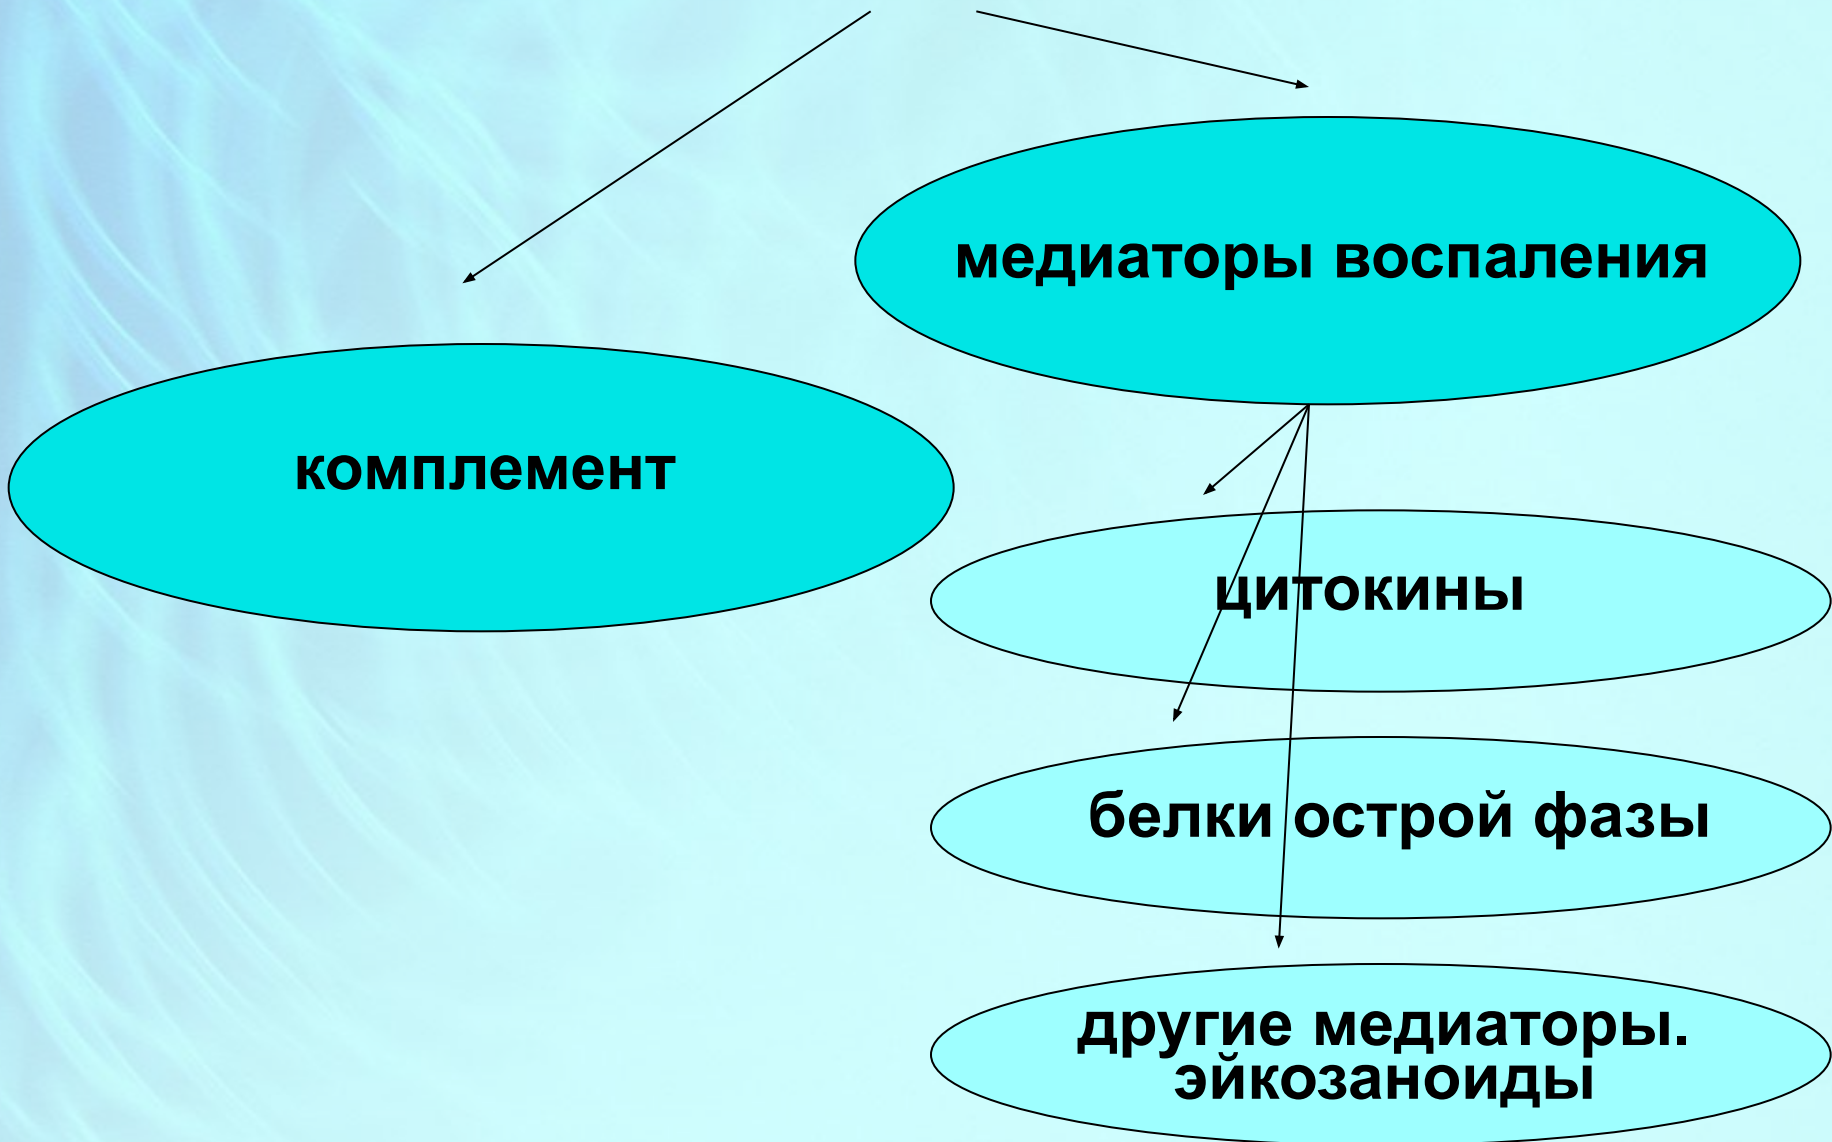 медиаторы воспаления
комплемент
цитокины
белки острой фазы
другие медиаторы.
эйкозаноиды